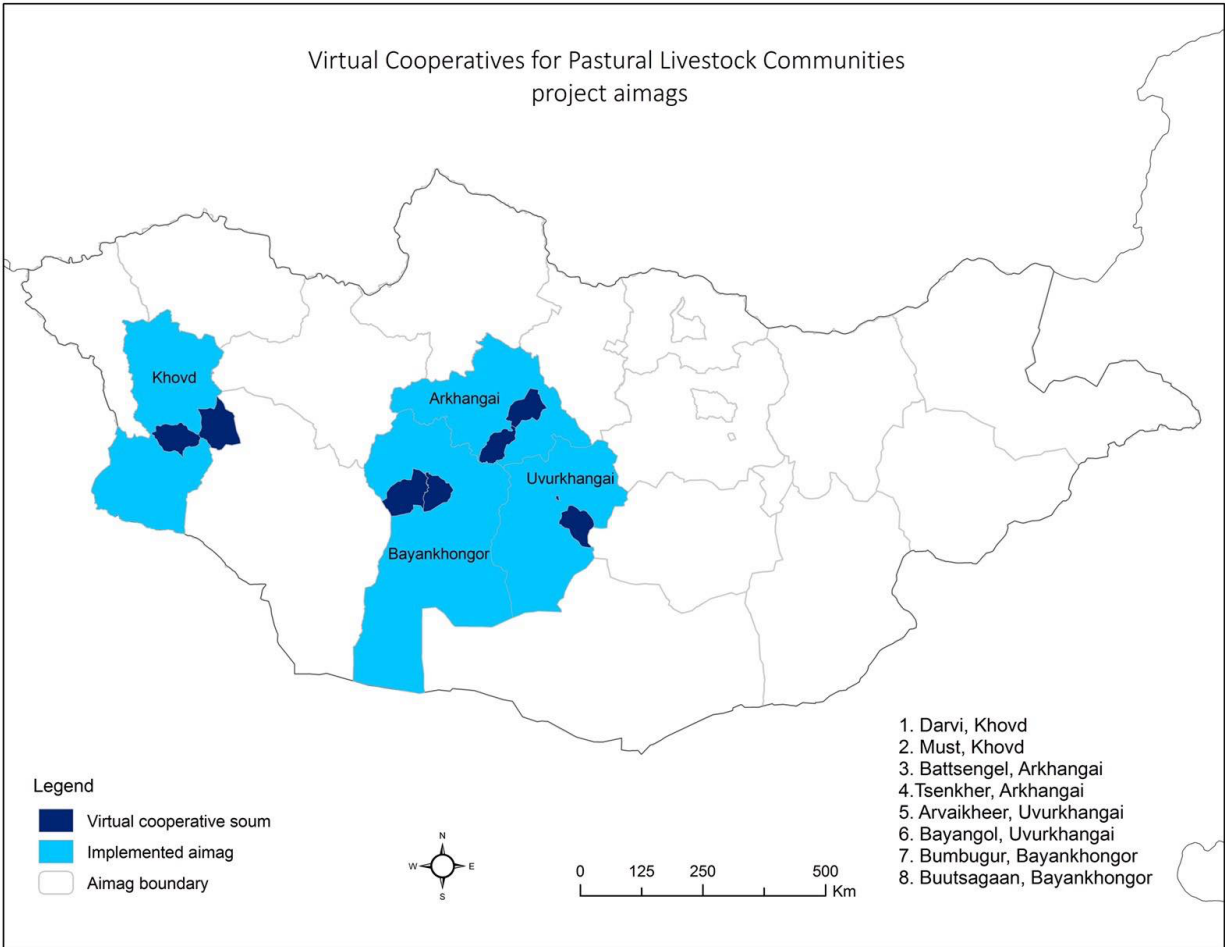 Virtual Cooperatives for Pastural Livestock Communities
project aimags
Khovd
Arkhangai
Uvurkhangai
Bayankhongor
1. Darvi, Khovd
2. Must, Khovd
3. Battsengel, Arkhangai
4.Tsenkher, Arkhangai
5. Arvaikheer, Uvurkhangai
6. Bayangol, Uvurkhangai
7. Bumbugur, Bayankhongor
8. Buutsagaan, Bayankhongor
Legend
Virtual cooperative soum
Implemented aimag
Aimag boundary
N
W E
S
0 125 250 500
Km